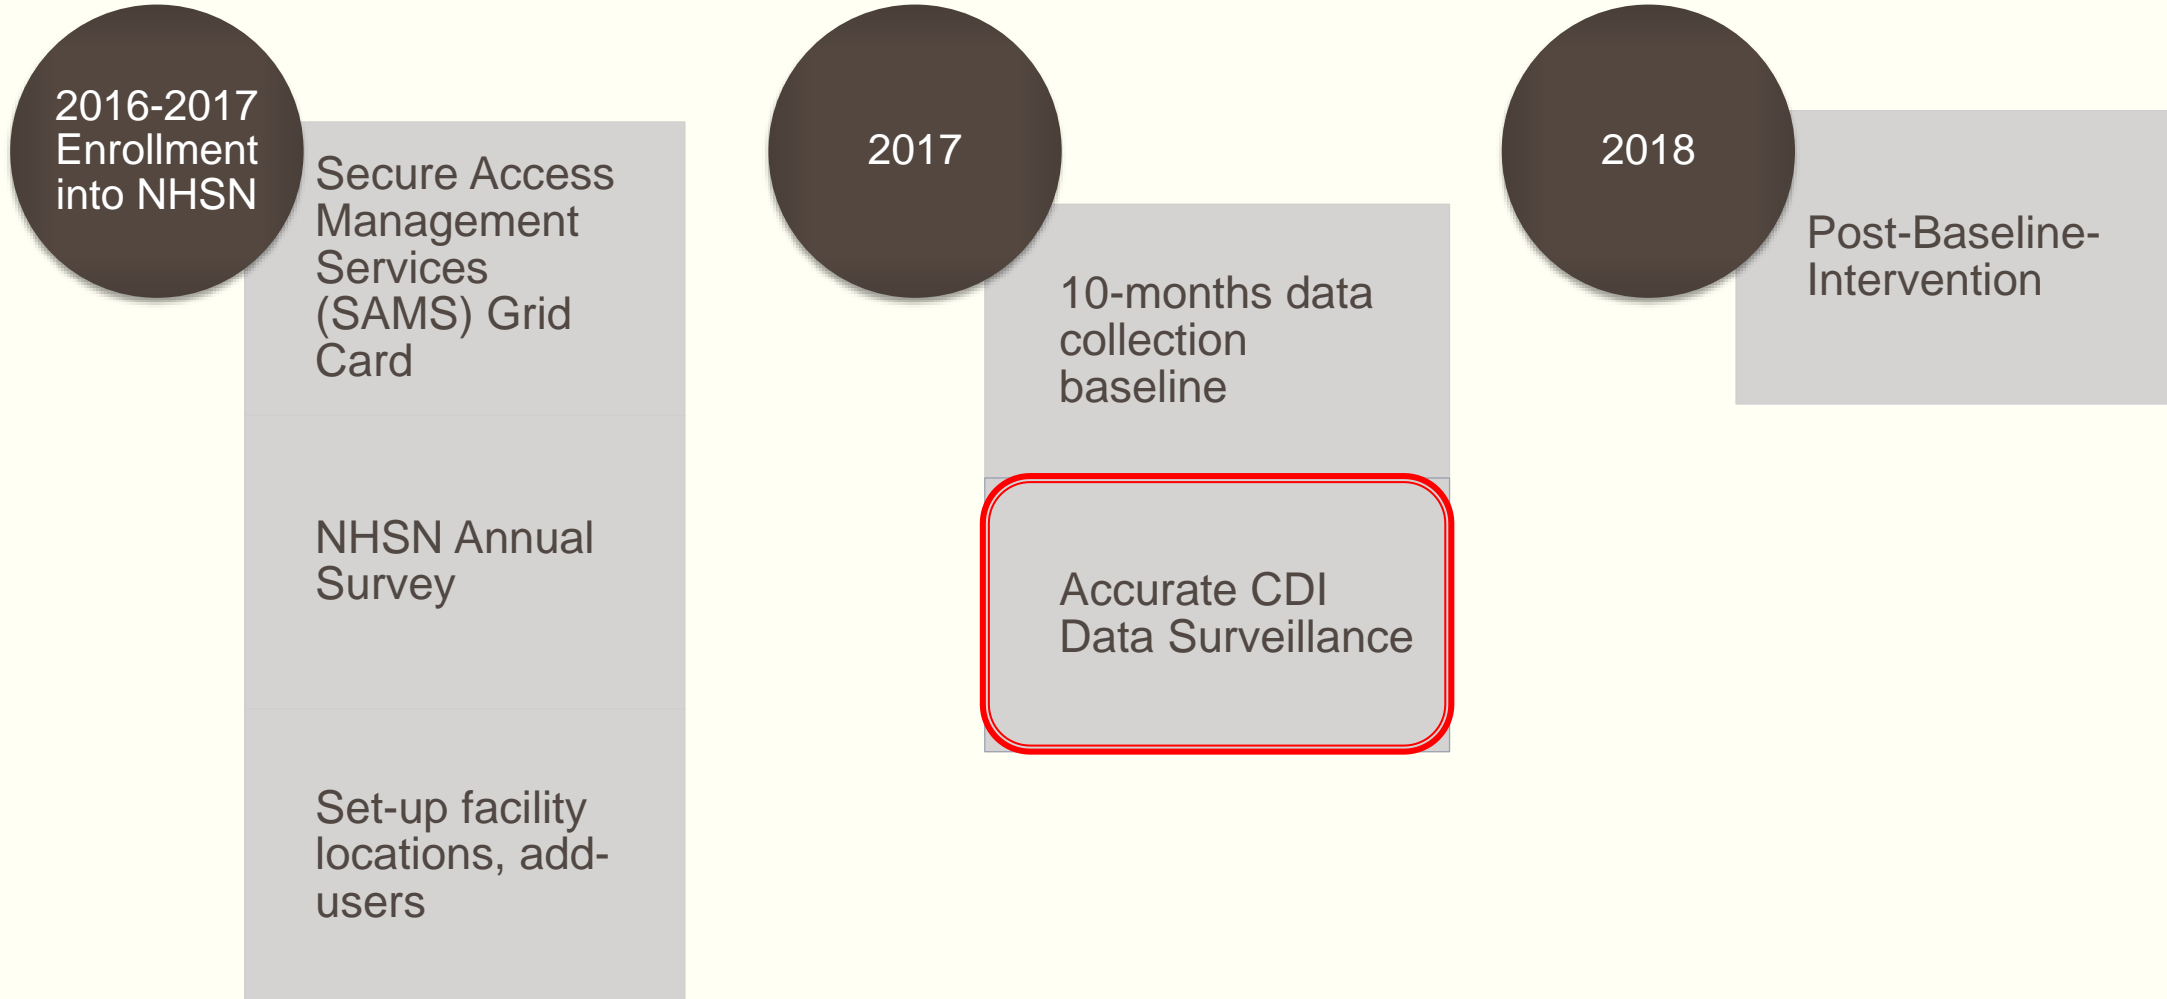 2016-2017
Enrollment
into NHSN
Secure Access
Management
Services
(SAMS) Grid
Card
NHSN Annual
Survey
Set-up facility
locations, add-
users
2017
10-months data
collection
baseline
Accurate CDI
Data Surveillance
2018
Post-Baseline-
Intervention